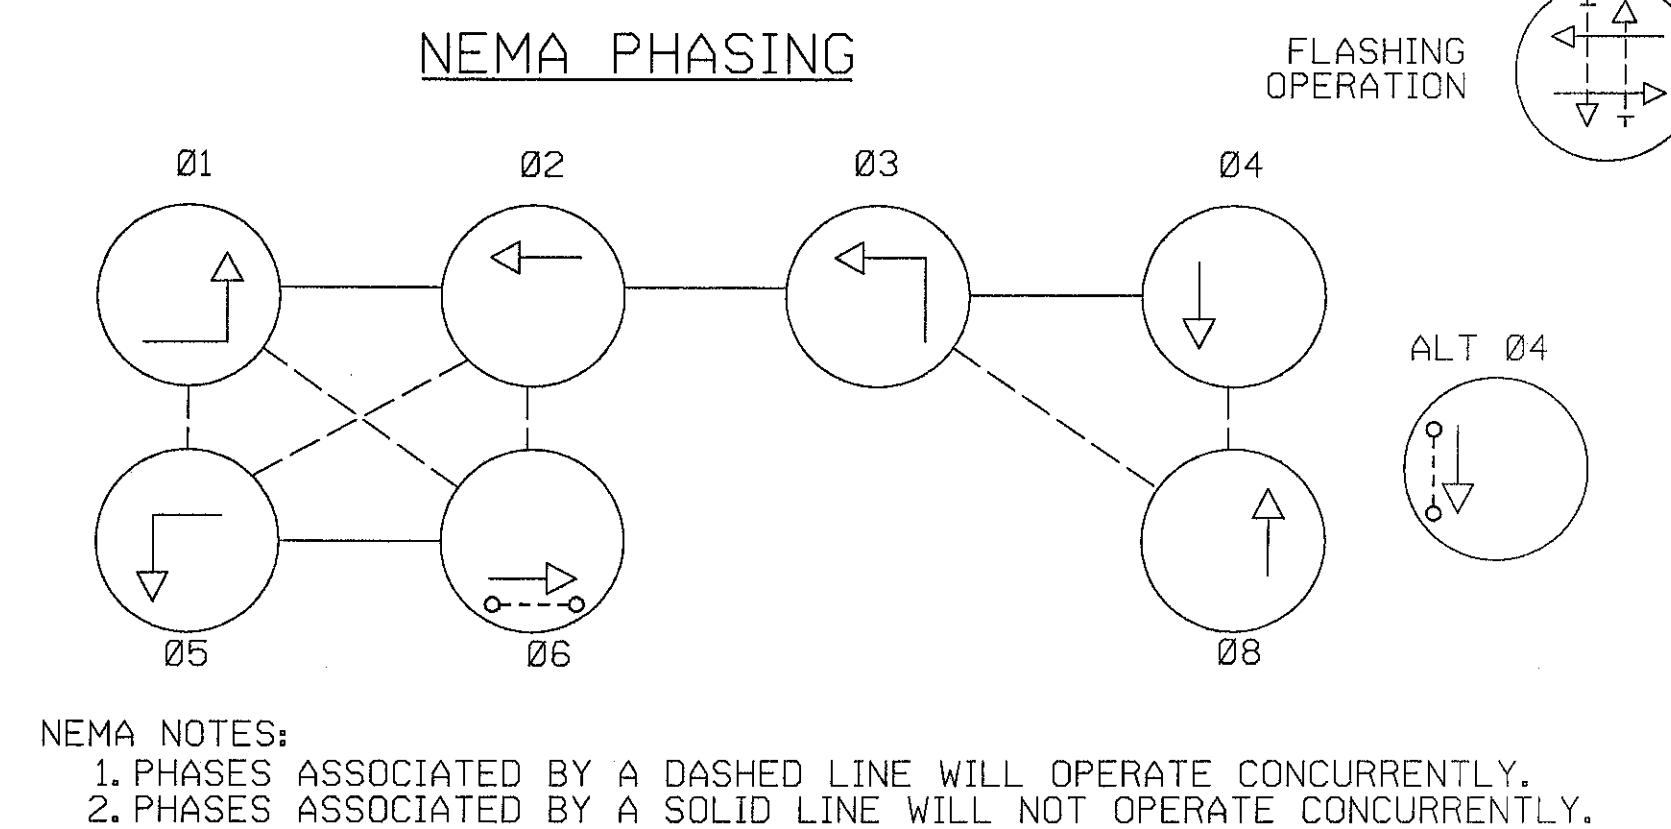 NEMA PHASING
FLASHING
OPERATION
Ø1
Ø2
Ø3
Ø4
ALT Ø4
Ø5
Ø6
Ø8
NEMA NOTES:
1. PHASES ASSOCIATED BY A DASHED LINE WILL OPERATE CONCURRENTLY.
2. PHASES ASSOCIATED BY A SOLID LINE WILL NOT OPERATE CONCURRENTLY.